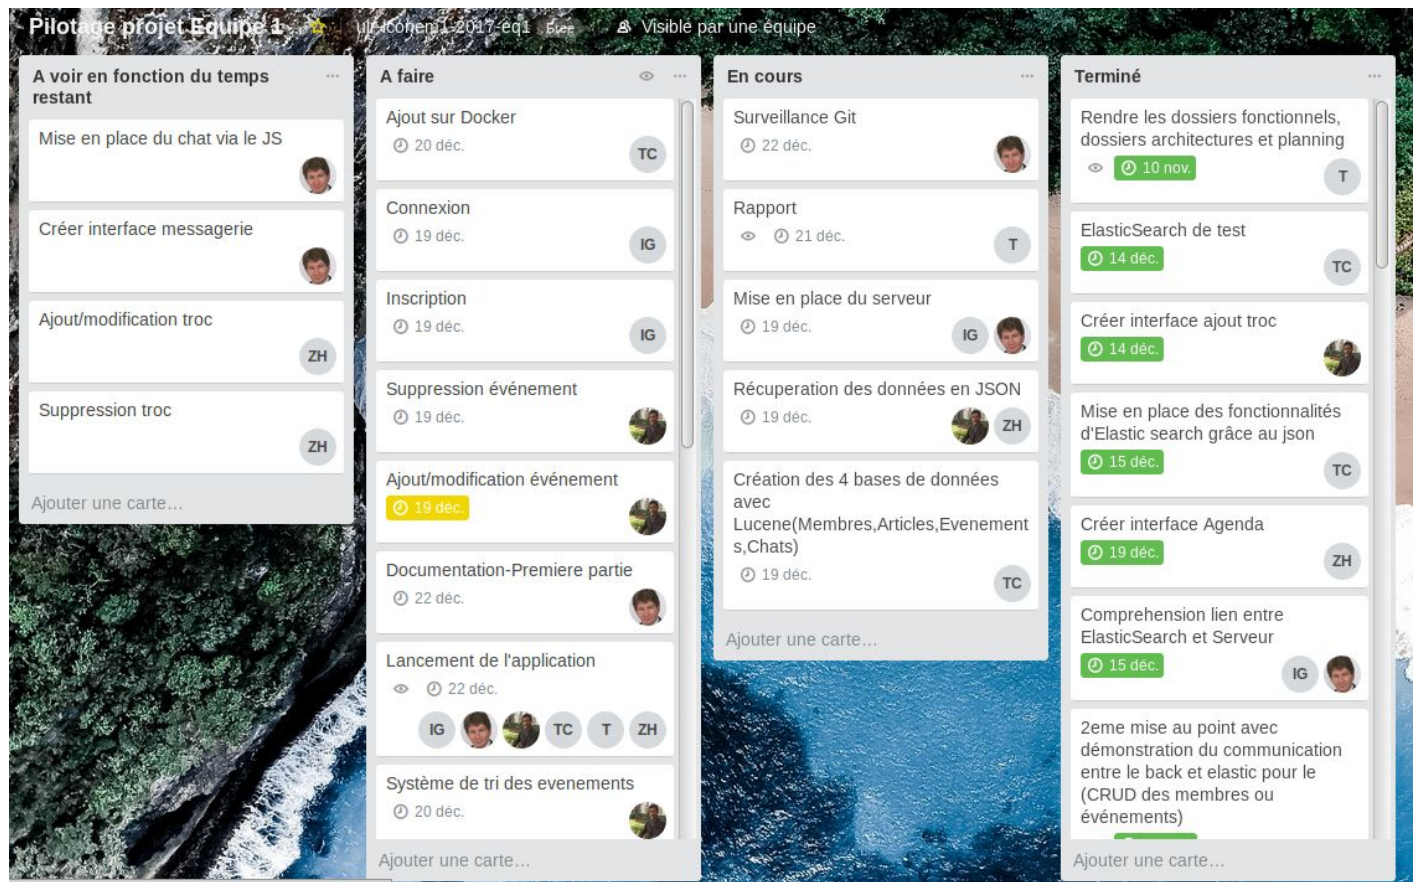 Pilotage projet Equipe 1
2017-eq1
Free
Visible par une équipe
A voir en fonction du temps
restant
Mise en place du chat via le JS
Créer interface messagerie
Ajout/modification troc
ZH
Suppression troc
ZH
Ajouter une carte…
A faire
Ajout sur Docker
20 déc.
TC
Connexion
19 déc.
IG
Inscription
19 déc.
IG
Suppression événement
19 déc.
Ajout/modification événement
19 déc.
Documentation-Premiere partie
22 déc.
Lancement de l'application
22 déc.
IG TC T ZH
Système de tri des evenements
20 déc.
Ajouter une carte…
En cours
Surveillance Git
22 déc.
Rapport
21 déc.
T
Mise en place du serveur
19 déc.
IG
Récuperation des données en JSON
19 déc.
ZH
Création des 4 bases de données
avec
Lucene(Membres,Articles,Evenement
s,Chats)
19 déc.
TC
Ajouter une carte…
Terminé
Rendre les dossiers fonctionnels,
dossiers architectures et planning
10 nov.
T
ElasticSearch de test
14 déc.
TC
Créer interface ajout troc
14 déc.
Mise en place des fonctionnalités
d'Elastic search grâce au json
15 déc.
TC
Créer interface Agenda
19 déc.
ZH
Comprehension lien entre
ElasticSearch et Serveur
15 déc.
IG
2eme mise au point avec
démonstration du communication
entre le back et elastic pour le
(CRUD des membres ou
événements)
Ajouter une carte…